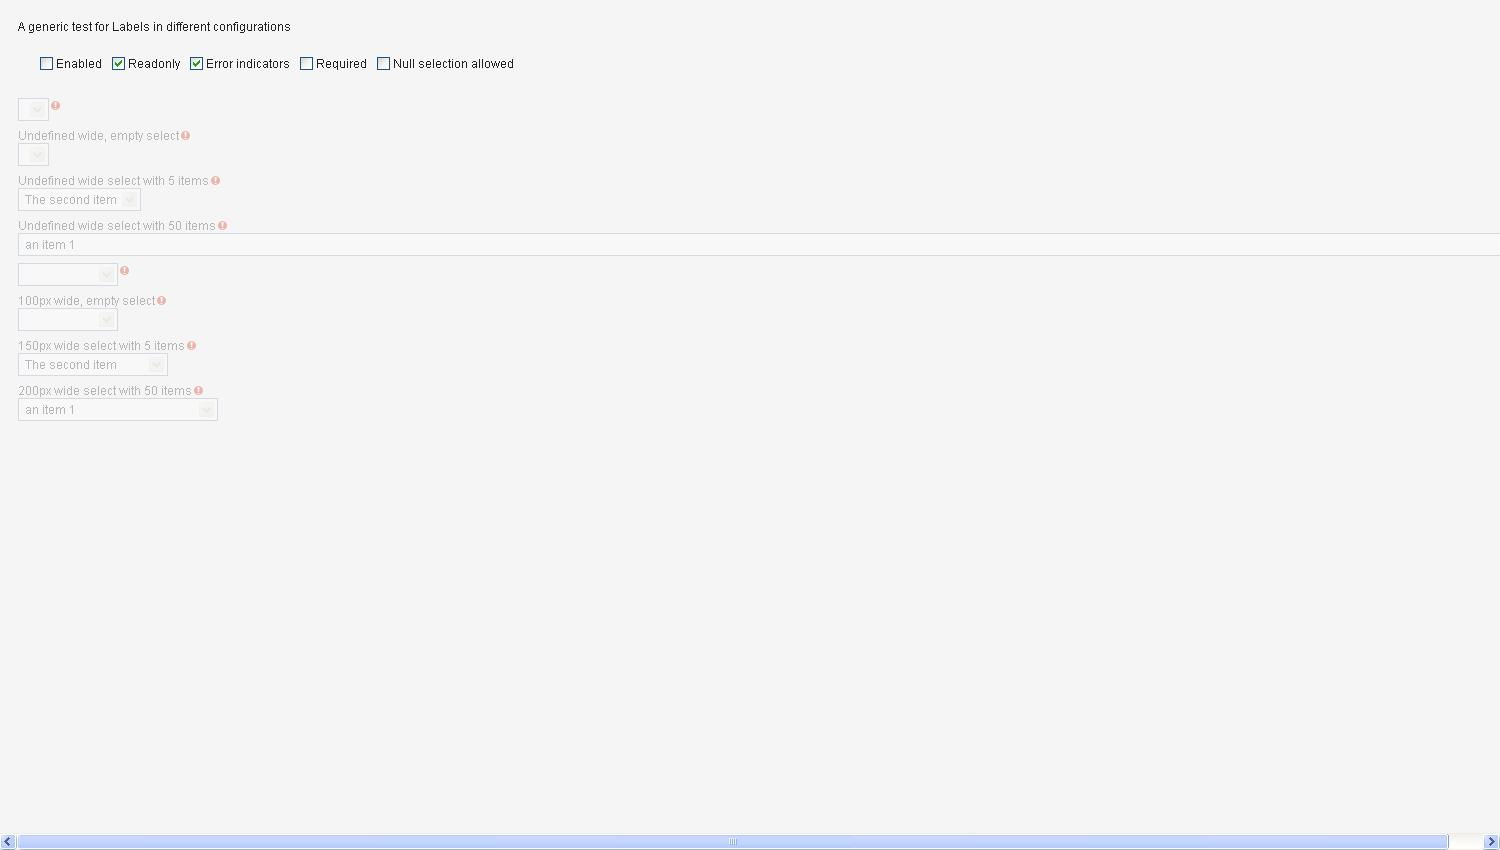 A generic test for Labels in different configurations
Enabled Readonly Error indicators Required Null selection allowed
Undefined wide, empty select
Undefined wide select with 5 items
The second item
Undefined wide select with 50 items
an item 1
100px wide, empty select
150px wide select with 5 items
The second item
200px wide select with 50 items
an item 1